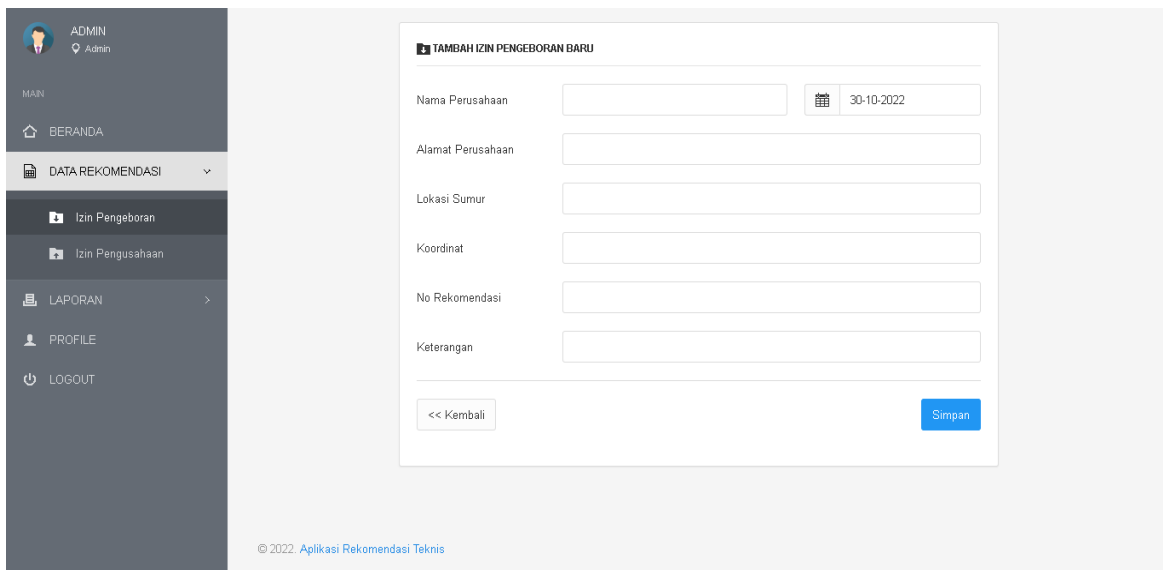 ADMIN
Admin
MAIN
BERANDA
DATA REKOMENDASI
Izin Pengeboran
Izin Pengusahaan
LAPORAN
PROFILE
LOGOUT
TAMBAH IZIN PENGEBORAN BARU
Nama Perusahaan 30-10-2022
Alamat Perusahaan
Lokasi Sumur
Koordinat
No Rekomendasi
Keterangan
<< Kembali Simpan
© 2022. Aplikasi Rekomendasi Teknis